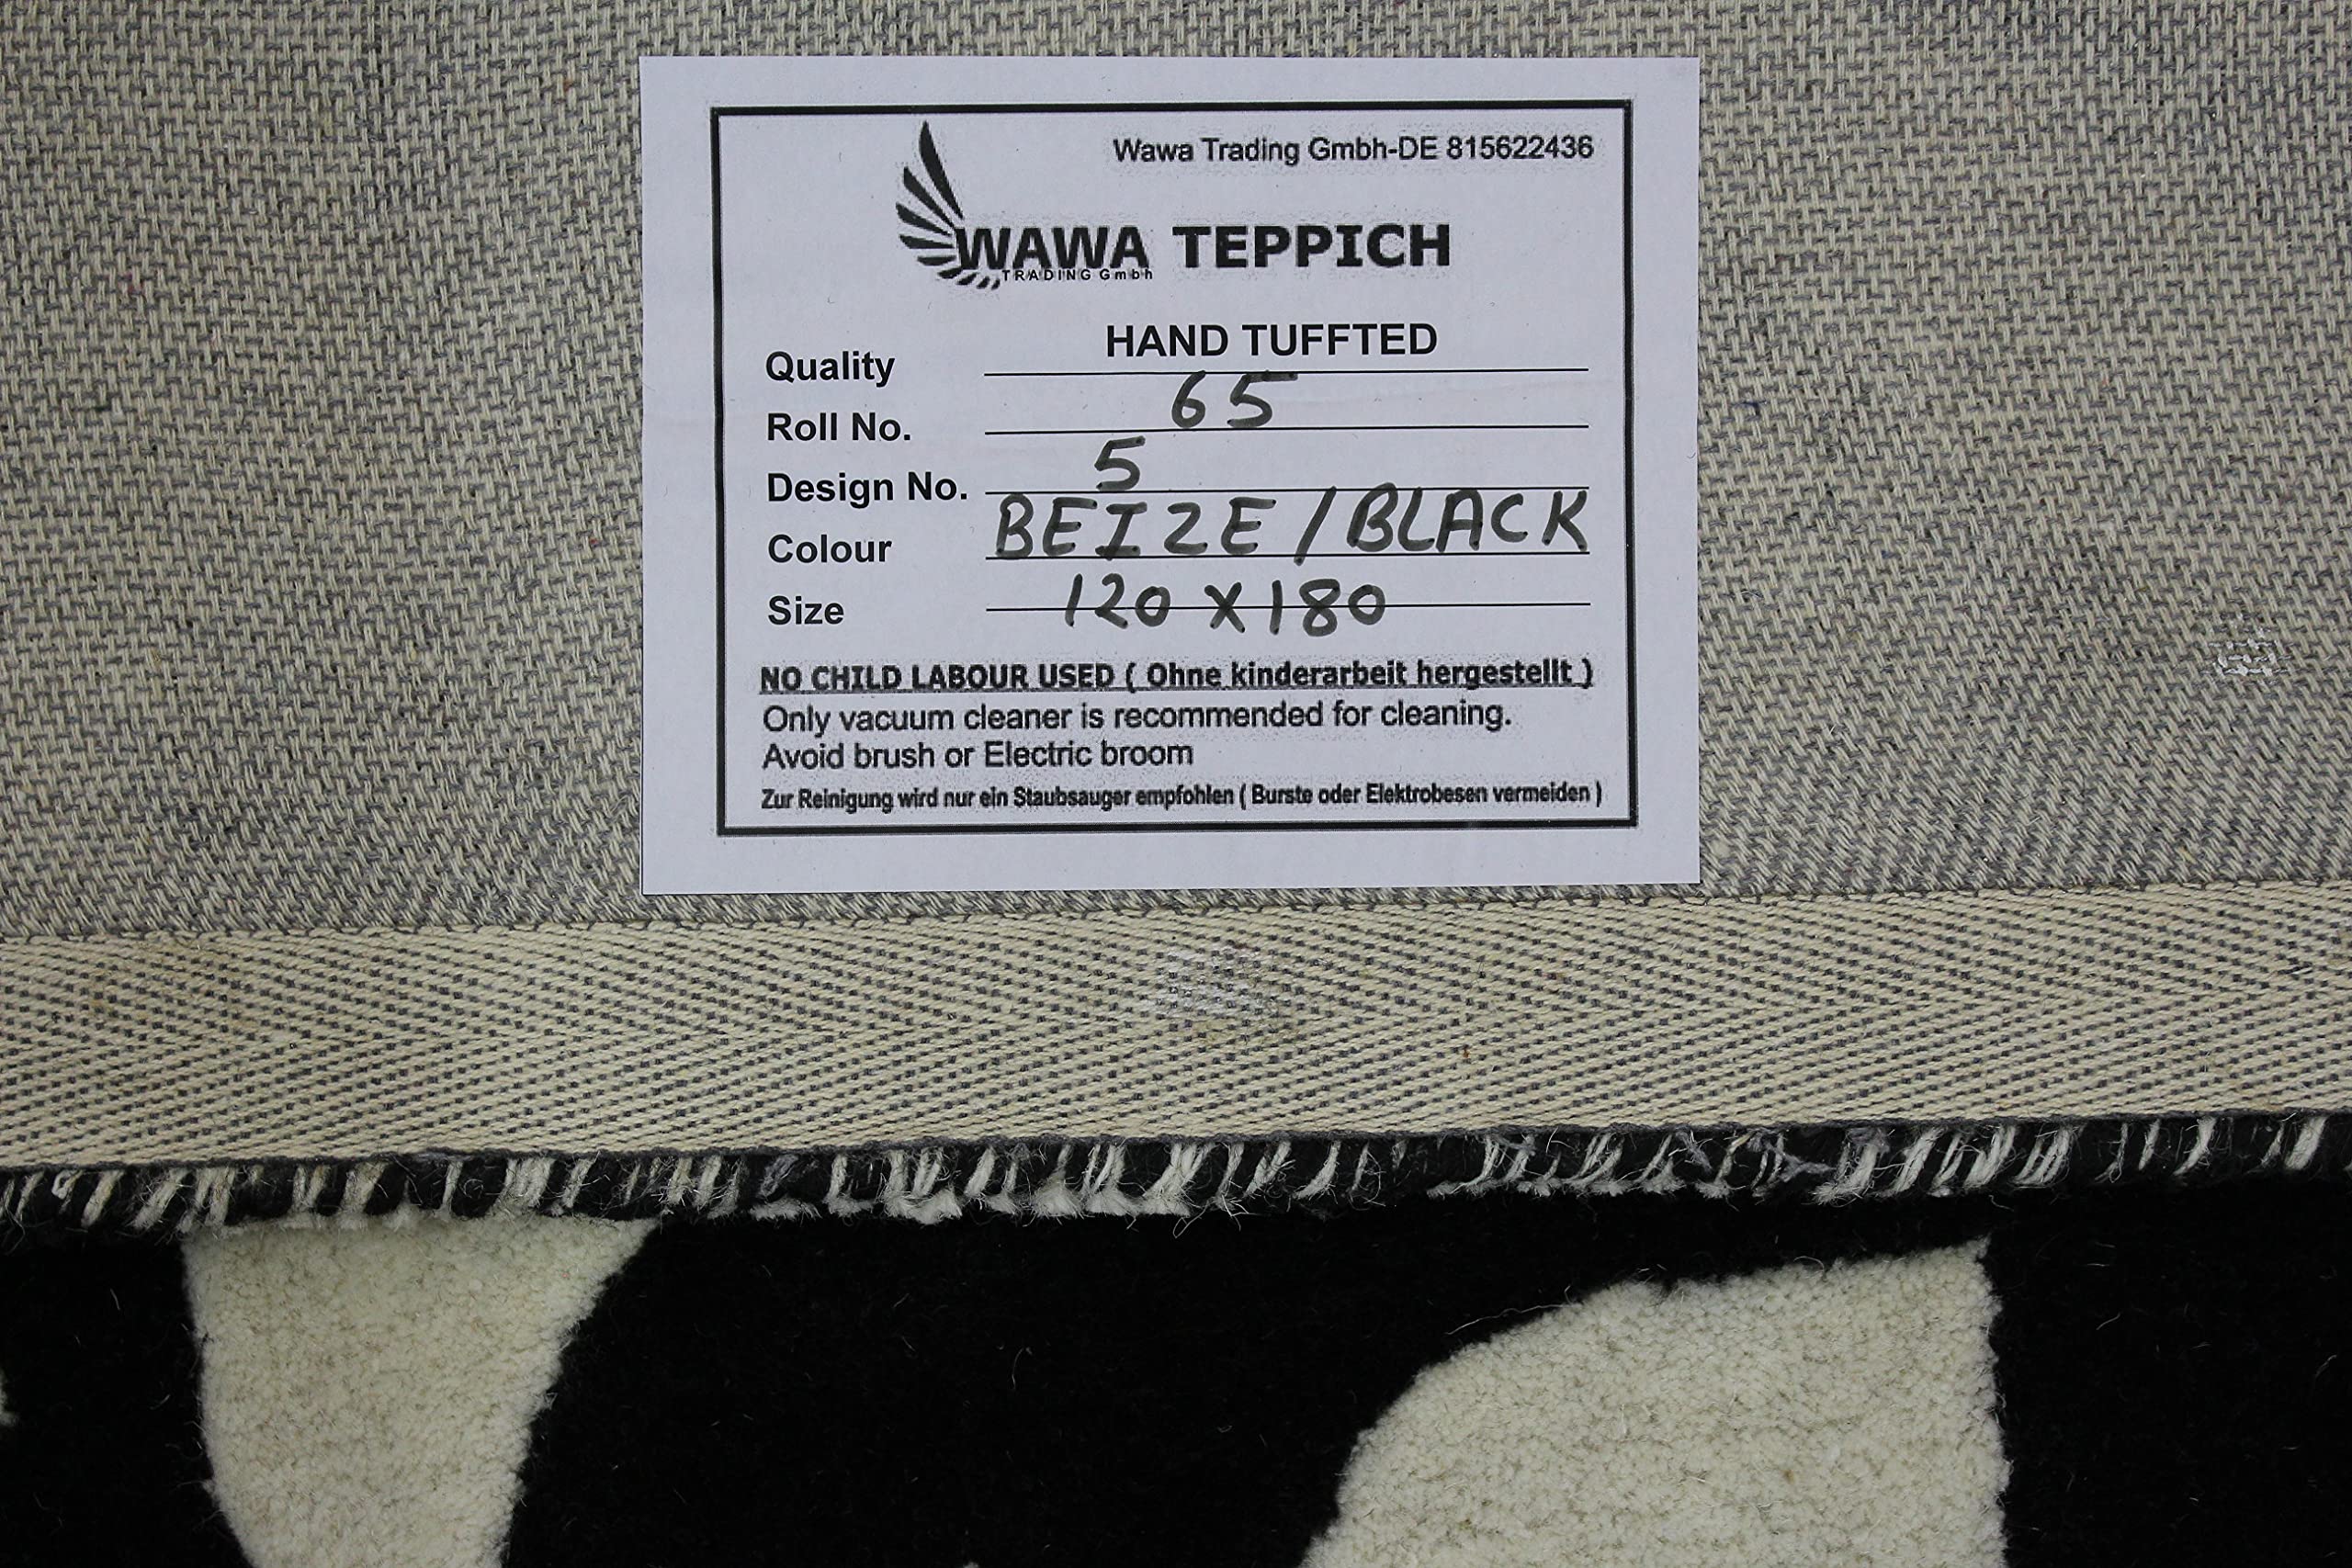 Wawa Trading Gmbh-DE 815622436
WAWA TEPPICH
TRADING Gmbh
Quality HAND TUFFTED
Roll No. 65
Design No. 5
Colour BEIZE/BLACK
Size 120 X 180
NO CHILD LABOUR USED ( Ohne kinderarbeit hergestellt )
Only vacuum cleaner is recommended for cleaning.
Avoid brush or Electric broom
Zur Reinigung wird nur ein Staubsauger empfohlen ( Burste oder Elektrobesen vermeiden )